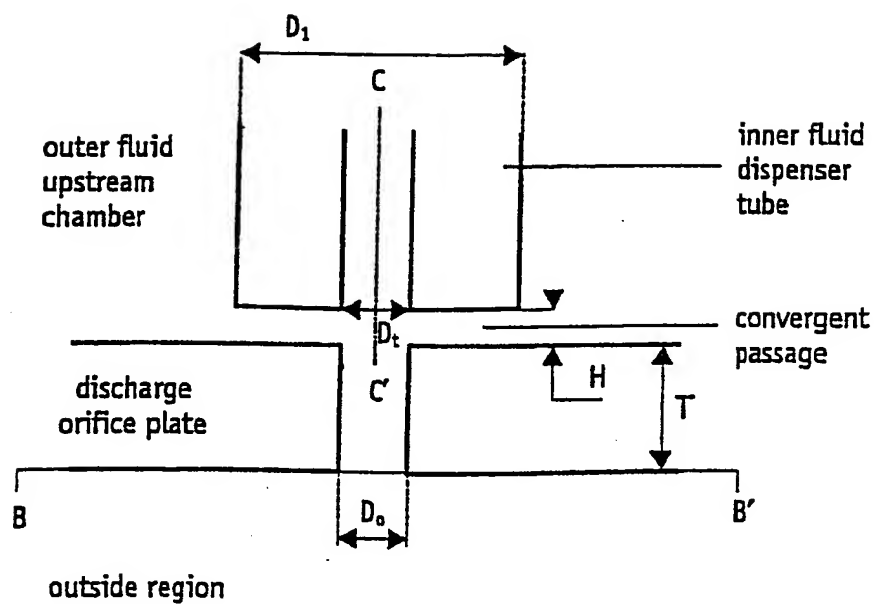 D₁
C
outer fluid
upstream
chamber
inner fluid
dispenser
tube
Dₜ
convergent
passage
C′
H
T
discharge
orifice plate
B
Dₒ
B′
outside region